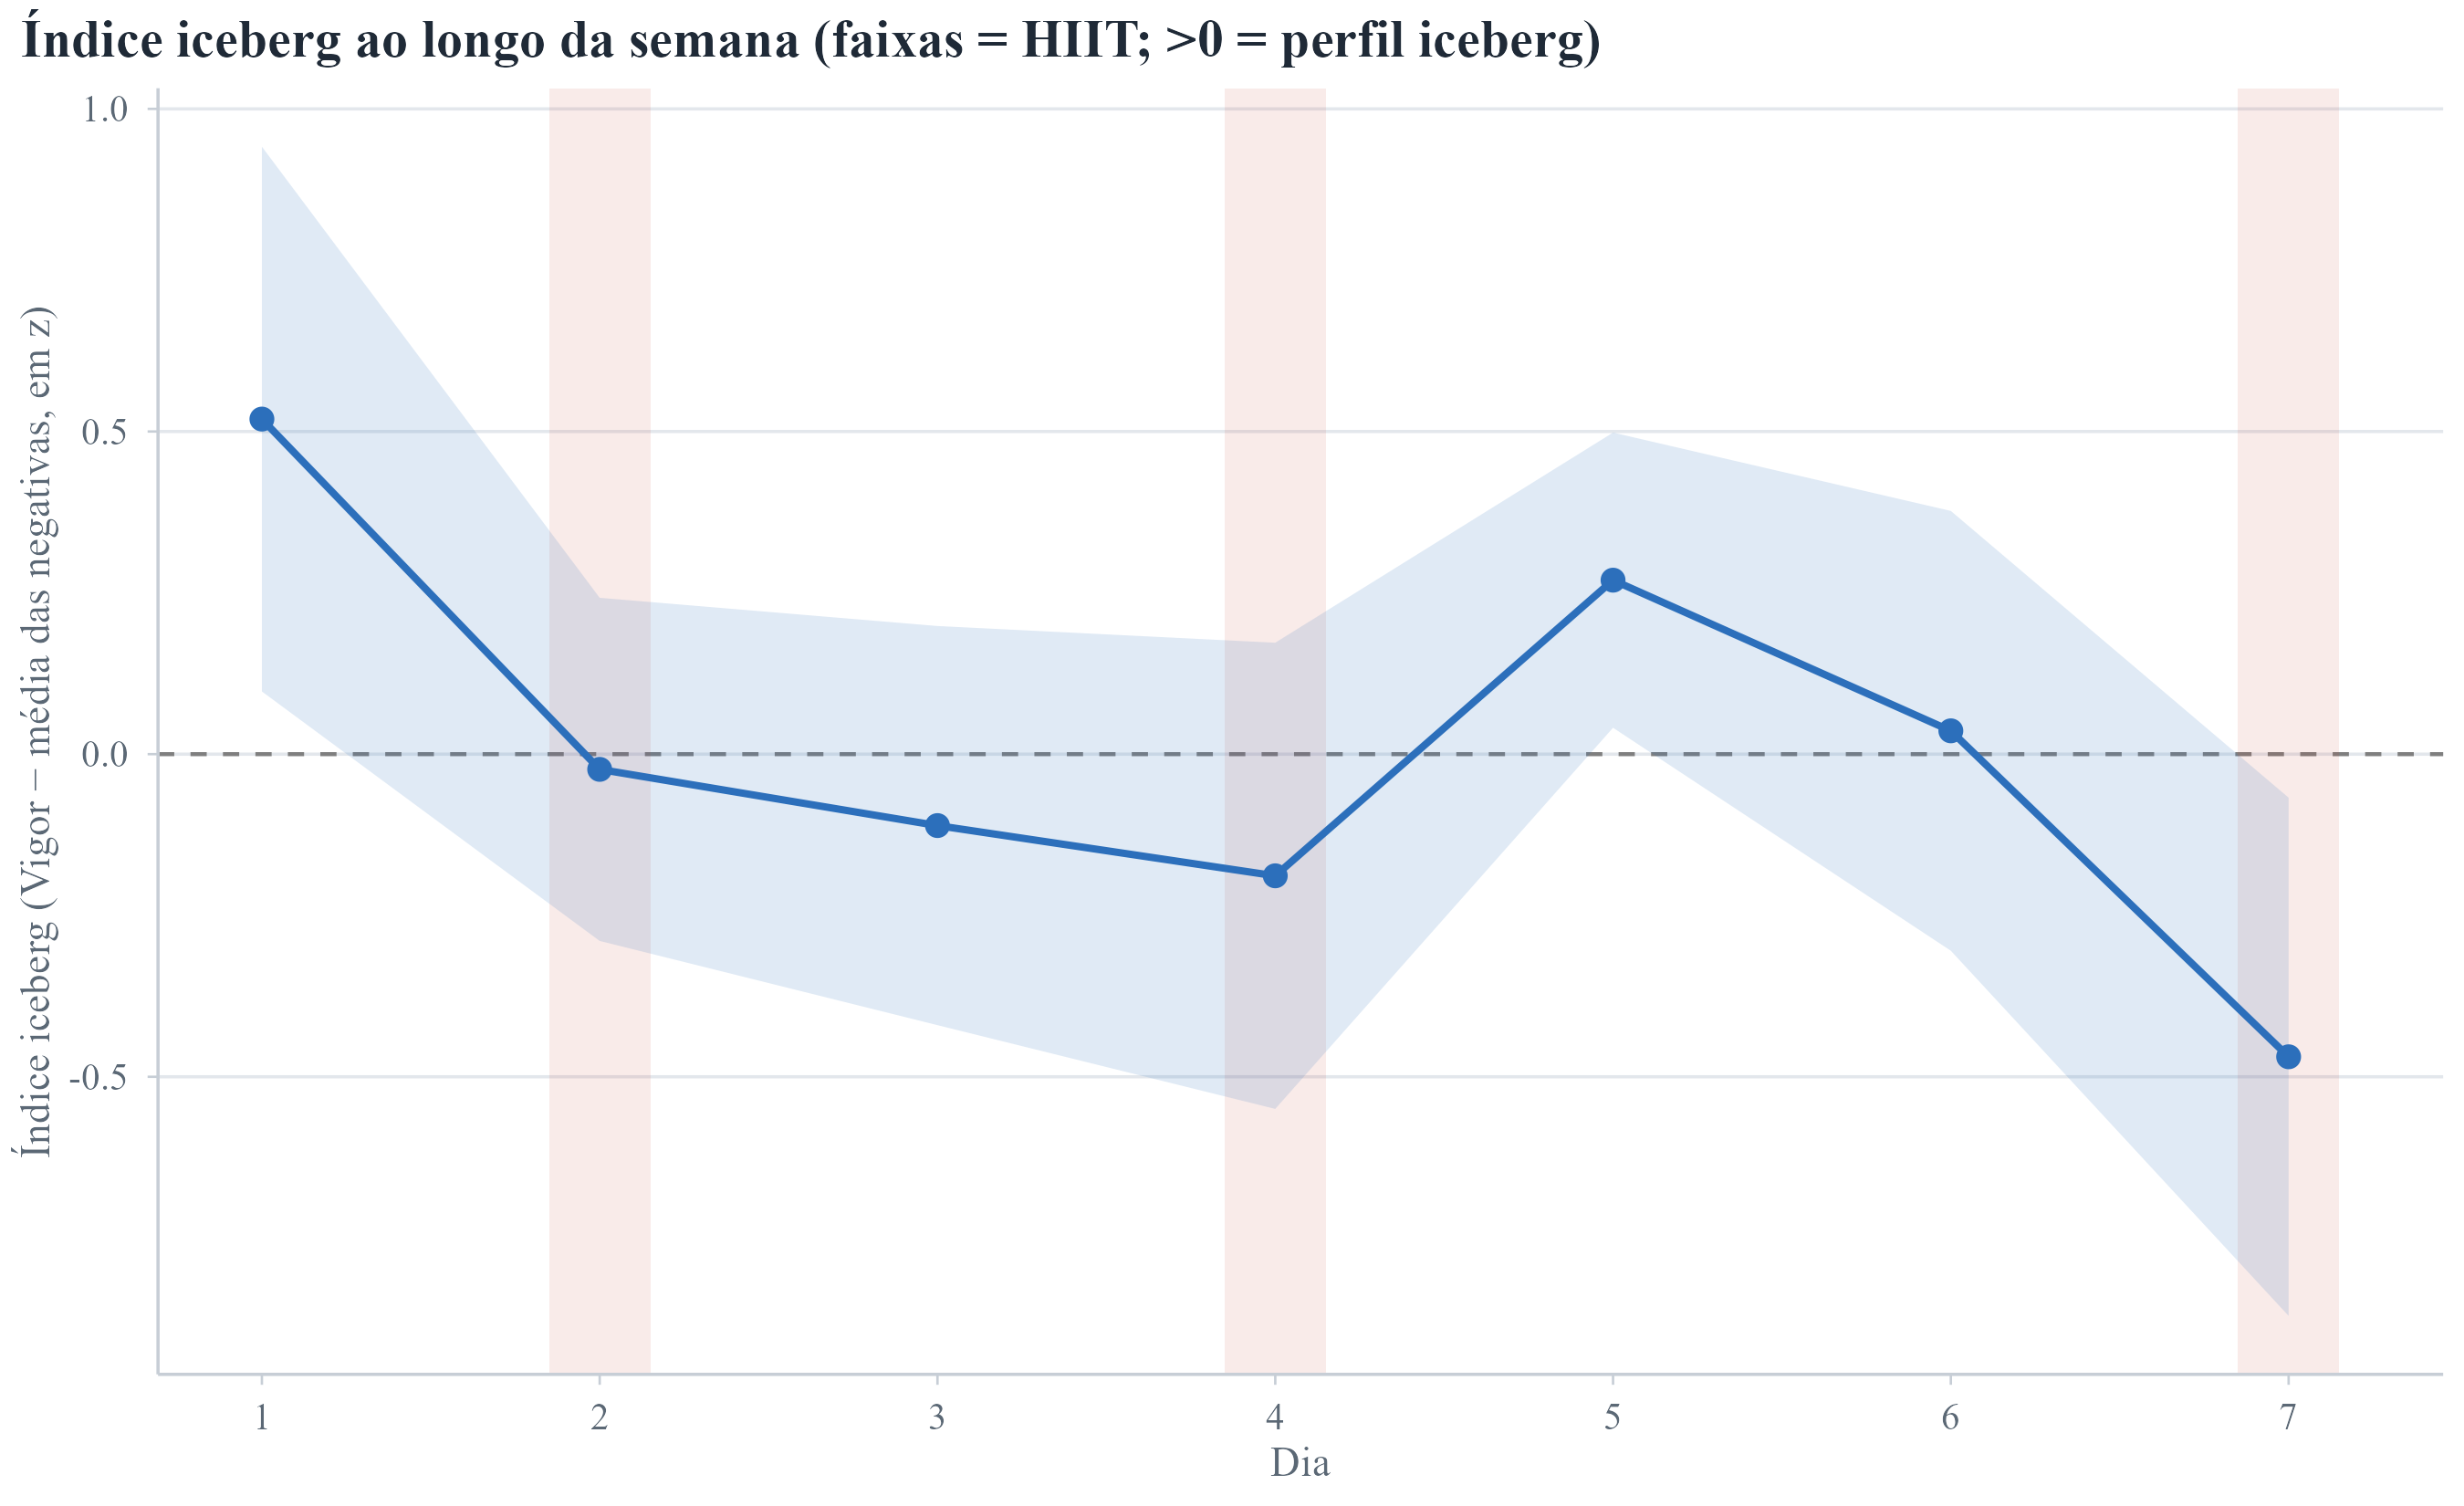 Índice iceberg ao longo da semana (faixas = HIIT; >0 = perfil iceberg)
Índice iceberg (Vigor – média das negativas, em z)
1.0
0.5
0.0
-0.5
1 2 3 4 5 6 7
Dia